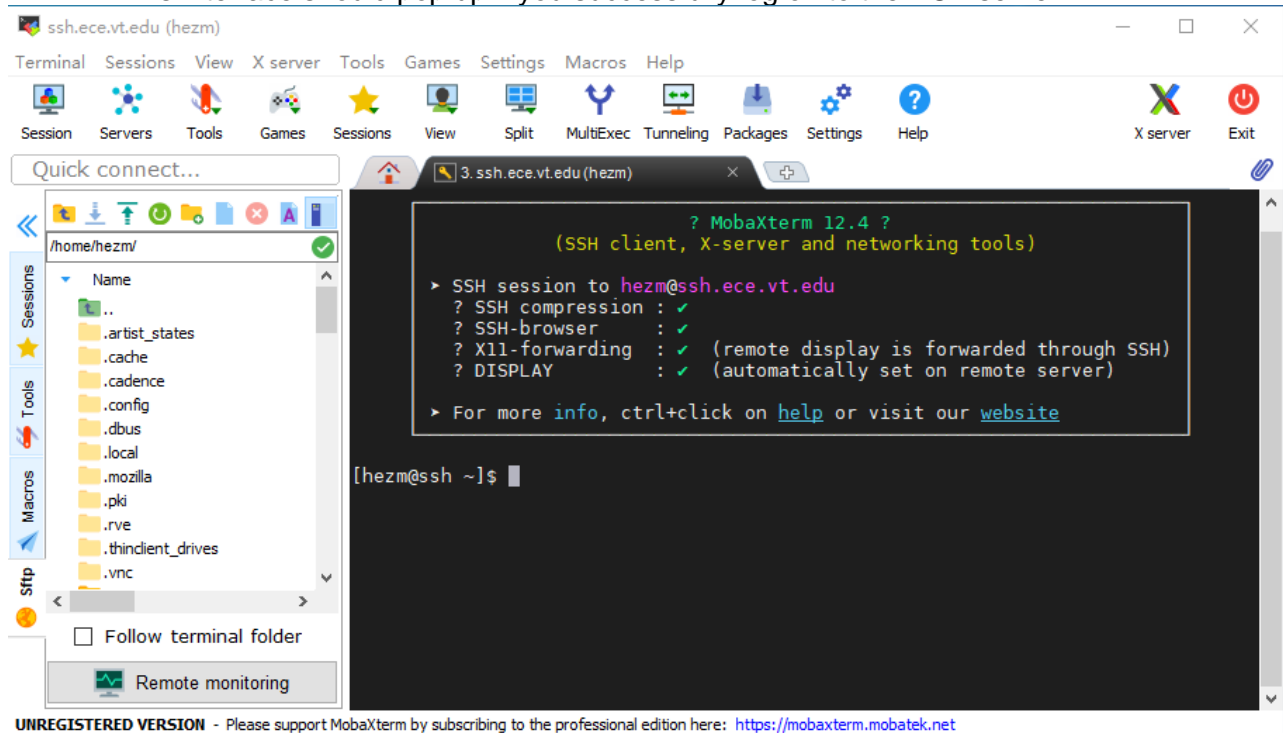 ssh.ece.vt.edu (hezm)
Terminal Sessions View X server Tools Games Settings Macros Help
Session Servers Tools Games Sessions View Split MultiExec Tunneling Packages Settings Help X server Exit
Quick connect...
3. ssh.ece.vt.edu (hezm)
/home/hezm/
Name
..
.artist_states
.cache
.cadence
.config
.dbus
.local
.mozilla
.pki
.rve
.thinclient_drives
.vnc
Sessions
Tools
Macros
Sftp
Follow terminal folder
Remote monitoring
? MobaXterm 12.4 ?
(SSH client, X-server and networking tools)
➤ SSH session to hezm@ssh.ece.vt.edu
? SSH compression : ✔
? SSH-browser : ✔
? X11-forwarding : ✔ (remote display is forwarded through SSH)
? DISPLAY : ✔ (automatically set on remote server)
➤ For more info, ctrl+click on help or visit our website
[hezm@ssh ~]$
UNREGISTERED VERSION - Please support MobaXterm by subscribing to the professional edition here: https://mobaxterm.mobatek.net